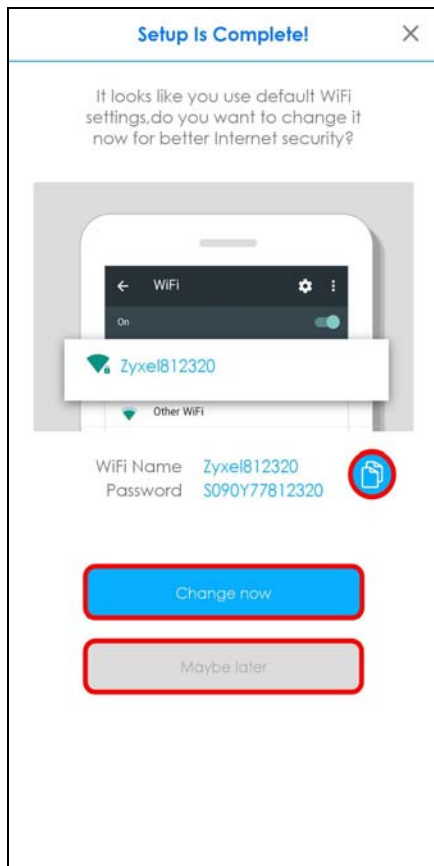 Setup Is Complete!
It looks like you use default WiFi
settings,do you want to change it
now for better Internet security?
WiFi
On
Zyxel812320
Other WiFi
WiFi Name Zyxel812320
Password S090Y77812320
Change now
Maybe later